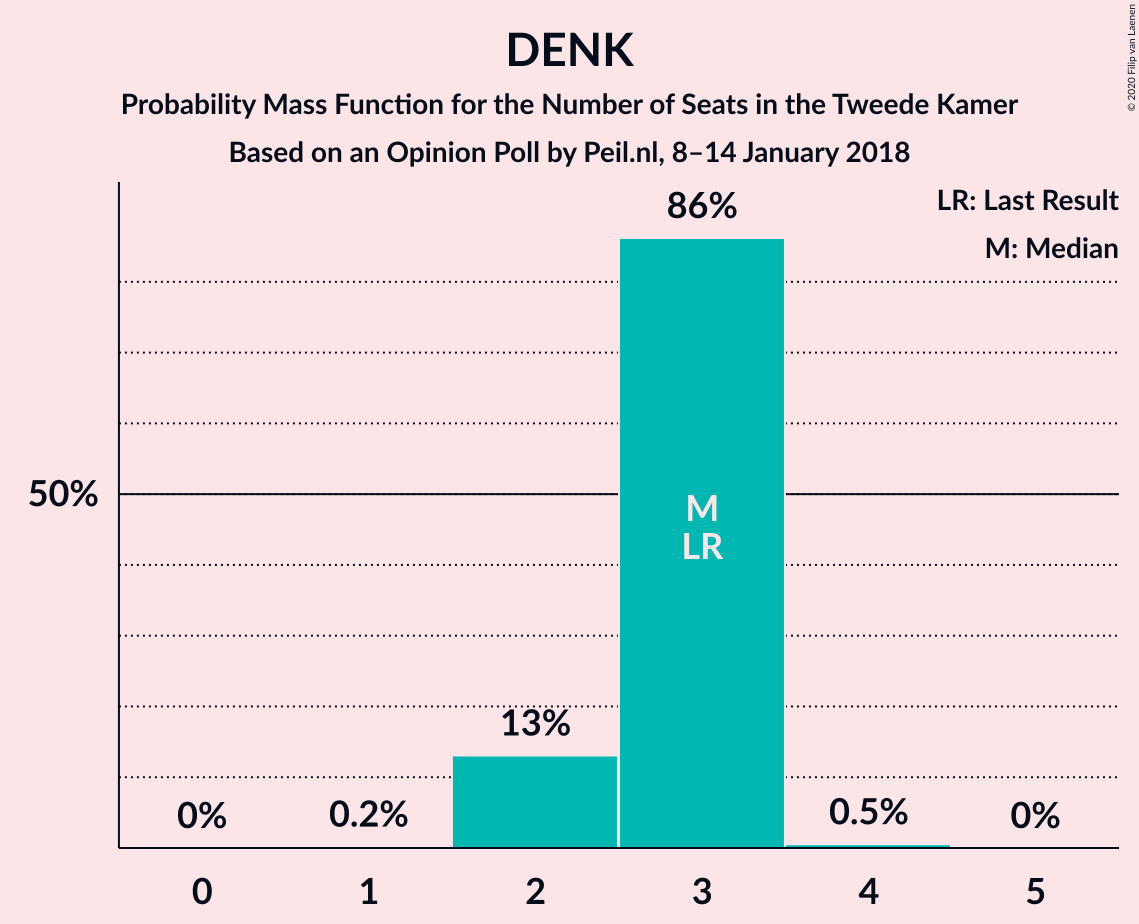 DENK
Probability Mass Function for the Number of Seats in the Tweede Kamer
Based on an Opinion Poll by Peil.nl, 8–14 January 2018
© 2020 Filip van Laenen
LR: Last Result
M: Median
86%
50%
M
LR
13%
0%
0.2%
0.5%
0%
0 1 2 3 4 5